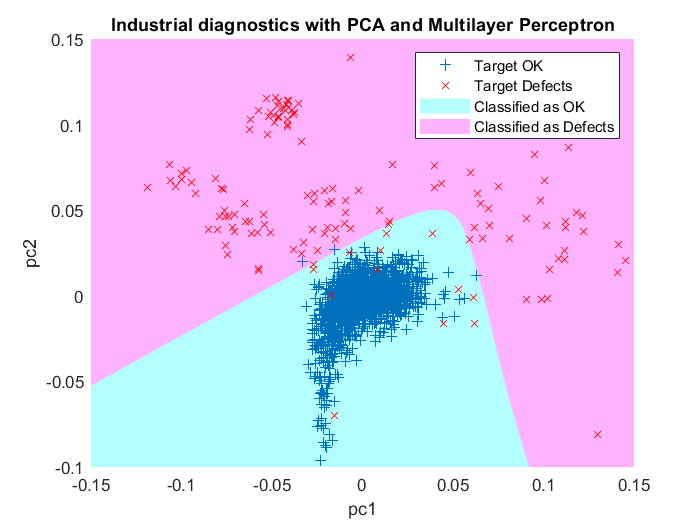 Industrial diagnostics with PCA and Multilayer Perceptron
0.15
Target OK
Target Defects
Classified as OK
Classified as Defects
0.1
0.05
pc2
0
-0.05
-0.1
-0.15
-0.1
-0.05
0
0.05
0.1
0.15
pc1